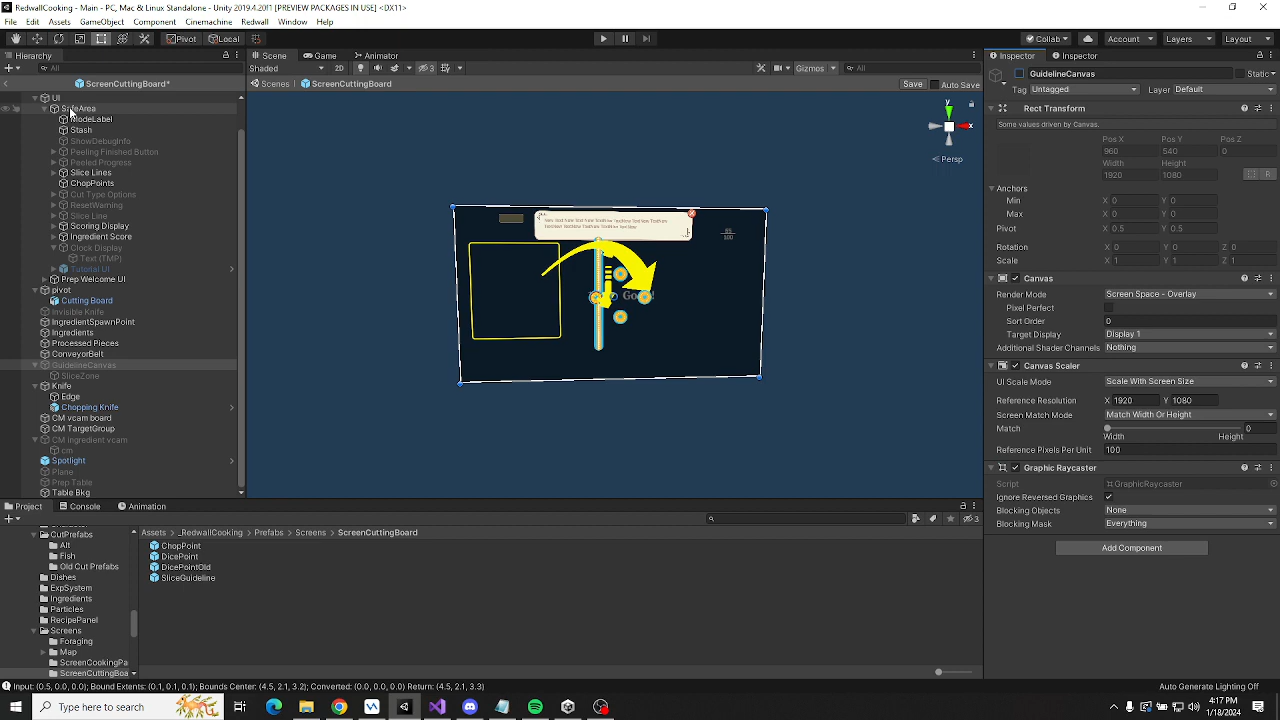 RedwallCooking - Main - PC, Mac & Linux Standalone - Unity 2019.4.20f1 [PREVIEW PACKAGES IN USE] <DX11>
File Edit Assets GameObject Component Cinemachine Redwall Window Help
Pivot Local Collab Account Layers Layout
Hierarchy Scene Game Animator Inspector Inspector
All Shaded 2D 3 Gizmos All GuidelineCanvas Static
ScreenCuttingBoard* Scenes ScreenCuttingBoard Save Auto Save Tag Untagged Layer Default
UI
SafeArea
ModeLabel
Stash
ShowDebugInfo
Peeling Finished Button
Peeled Progress
Slice Lines
ChopPoints
Cut Type Options
ResetWarning
Slice Line
Scoring Display
Ingredient Score
Clock Display
Text (TMP)
Tutorial UI
Prep Welcome UI
Pivot
Cutting Board
Invisible Knife
IngredientSpawnPoint
Ingredients
Processed Pieces
ConveyorBelt
GuidelineCanvas
SliceZone
Knife
Edge
Chopping Knife
CM vcam board
CM TargetGroup
CM ingredient vcam
cm
Spotlight
Plane
Prep Table
Table Bkg
y
x
Persp
Rect Transform
Some values driven by Canvas.
Pos X Pos Y Pos Z
960 540 0
Width Height
1920 1080 R
Anchors
Min X 0 Y 0
Max X 0 Y 0
Pivot X 0.5 Y 0.5
Rotation X 0 Y 0 Z 0
Scale X 1 Y 1 Z 1
Canvas
Render Mode Screen Space - Overlay
Pixel Perfect
Sort Order 0
Target Display Display 1
Additional Shader Channels Nothing
Canvas Scaler
UI Scale Mode Scale With Screen Size
Reference Resolution X 1920 Y 1080
Screen Match Mode Match Width Or Height
Match 0
Width Height
Reference Pixels Per Unit 100
Graphic Raycaster
Script GraphicRaycaster
Ignore Reversed Graphics
Blocking Objects None
Blocking Mask Everything
Add Component
Project Console Animation
3
Assets > _RedwallCooking > Prefabs > Screens > ScreenCuttingBoard
CutPrefabs
Alt
Fish
Old Cut Prefabs
Dishes
ExpSystem
Ingredients
Particles
RecipePanel
Screens
Foraging
Map
ScreenCookingPa
ScreenCuttingBoa
ChopPoint
DicePoint
DicePointOld
SliceGuideline
Input: (0.5, 0.0, 0.0); Bound Extents: (0.1, 0.1, 0.1); Bounds Center: (4.5, 2.1, 3.2); Converted: (0.0, 0.0, 0.0) Return: (4.5, 2.1, 3.2)
Auto Generate Lighting Off
Type here to search
4:17 PM
1/18/2024